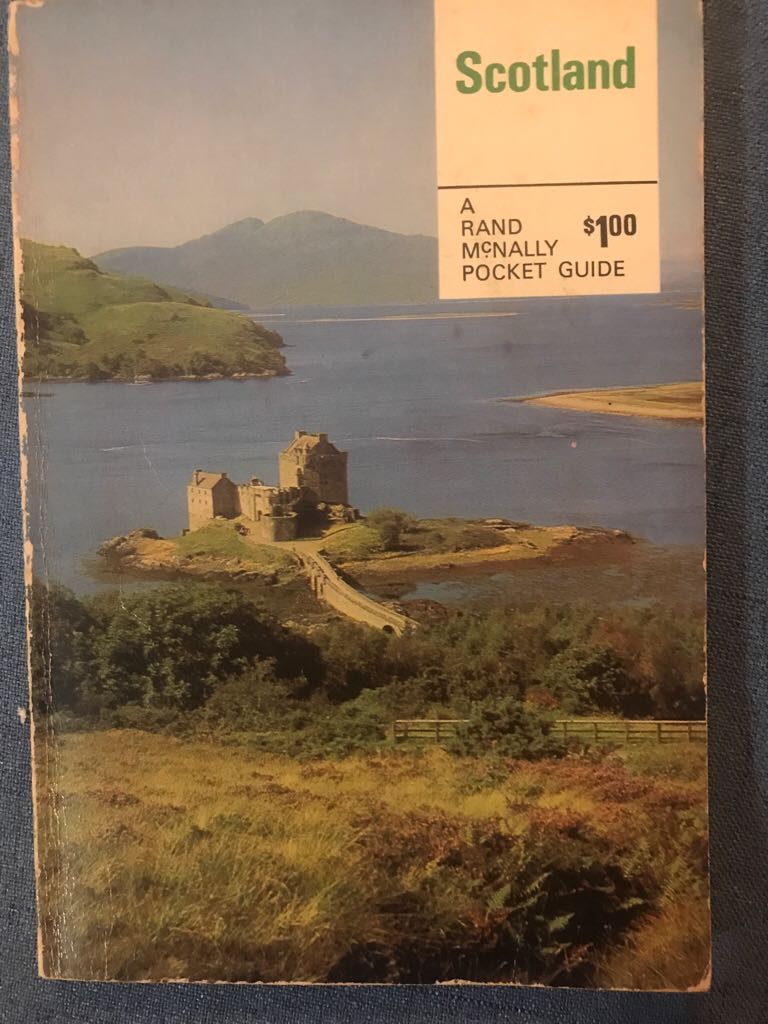 Scotland
A
RAND
McNALLY
POCKET GUIDE
$1.00